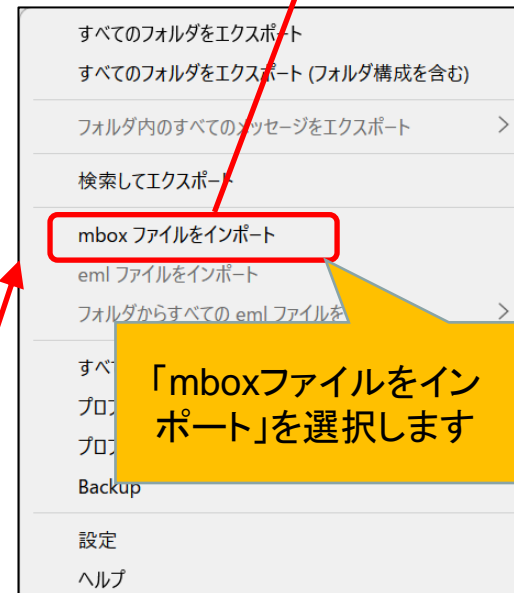 すべてのフォルダをエクスポート
すべてのフォルダをエクスポート (フォルダ構成を含む)
フォルダ内のすべてのメッセージをエクスポート
検索してエクスポート
mbox ファイルをインポート
eml ファイルをインポート
フォルダからすべての eml ファイルを
「mboxファイルをイン
ポート」を選択します
すべ
プロ
プロ
Backup
設定
ヘルプ